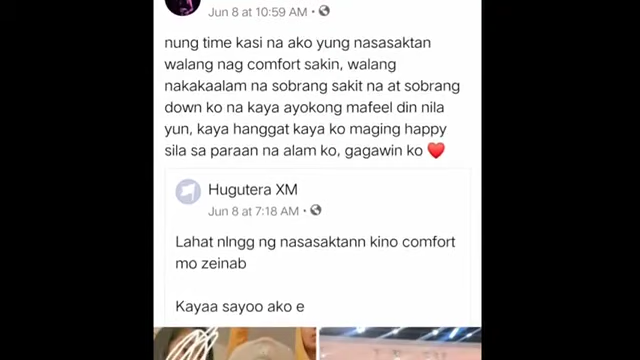 Jun 8 at 10:59 AM •
nung time kasi na ako yung nasasaktan
walang nag comfort sakin, walang
nakakaalam na sobrang sakit na at sobrang
down ko na kaya ayokong mafeel din nila
yun, kaya hanggat kaya ko maging happy
sila sa paraan na alam ko, gagawin ko ♥️
Hugutera XM
Jun 8 at 7:18 AM •
Lahat nlngg ng nasasaktann kino comfort
mo zeinab
Kayaa sayoo ako e